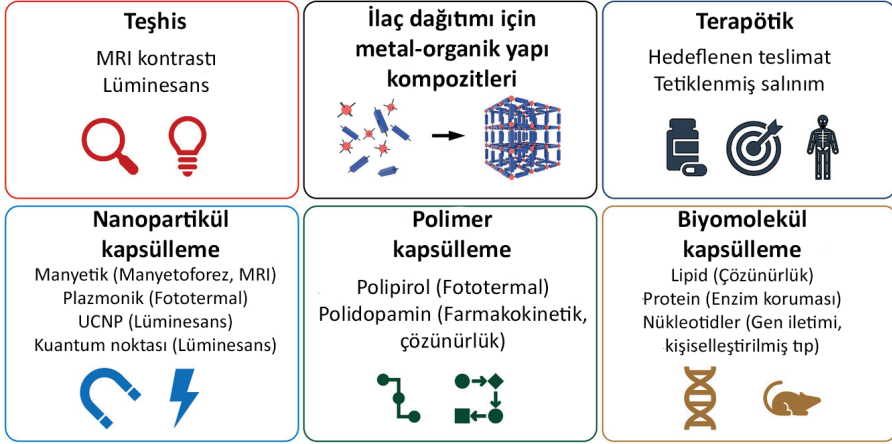 Teşhis
MRI kontrastı
Lüminesans
İlaç dağıtımı için
metal-organik yapı
kompozitleri
Terapötik
Hedeflenen teslimat
Tetiklenmiş salınım
Nanopartikül
kapsülleme
Manyetik (Manyetoforez, MRI)
Plazmonik (Fototermal)
UCNP (Lüminesans)
Kuantum noktası (Lüminesans)
Polimer
kapsülleme
Polipirol (Fototermal)
Polidopamin (Farmakokinetik,
çözünürlük)
Biyomolekül
kapsülleme
Lipid (Çözünürlük)
Protein (Enzim koruması)
Nükleotidler (Gen iletimi,
kişiselleştirilmiş tıp)